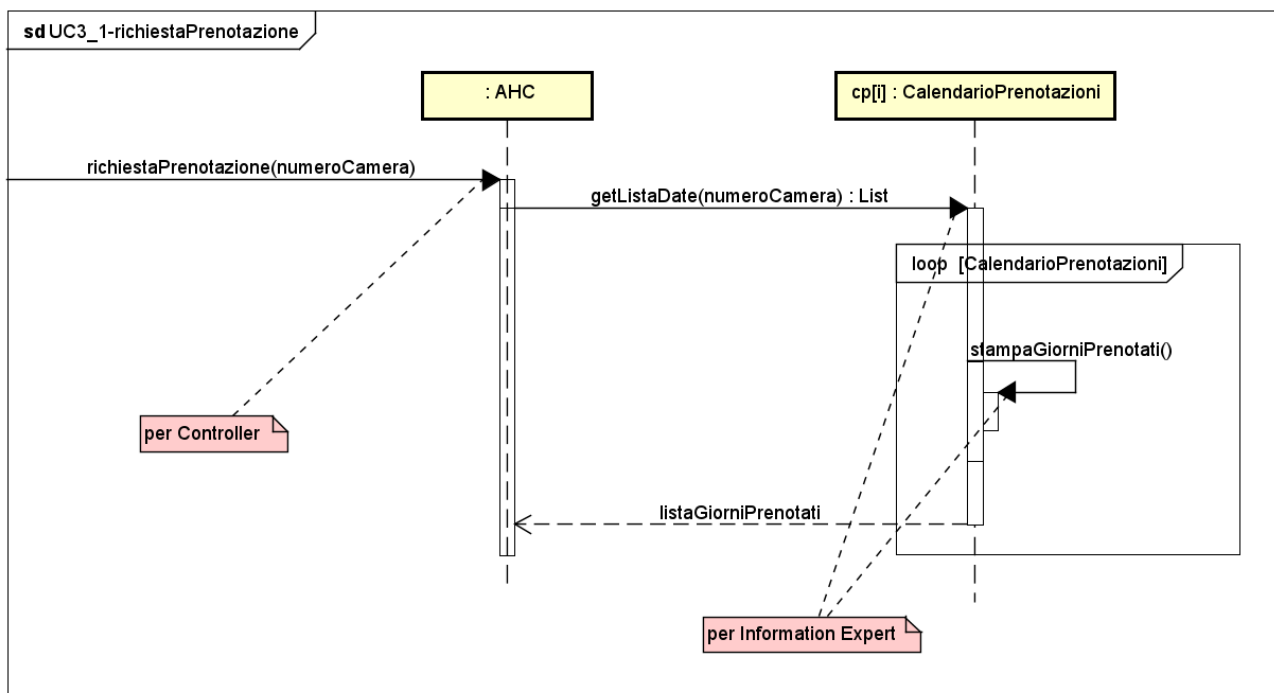 sd UC3_1-richiestaPrenotazione
: AHC
cp[i] : CalendarioPrenotazioni
richiestaPrenotazione(numeroCamera)
getListaDate(numeroCamera) : List
loop [CalendarioPrenotazioni]
stampaGiorniPrenotati()
per Controller
listaGiorniPrenotati
per Information Expert